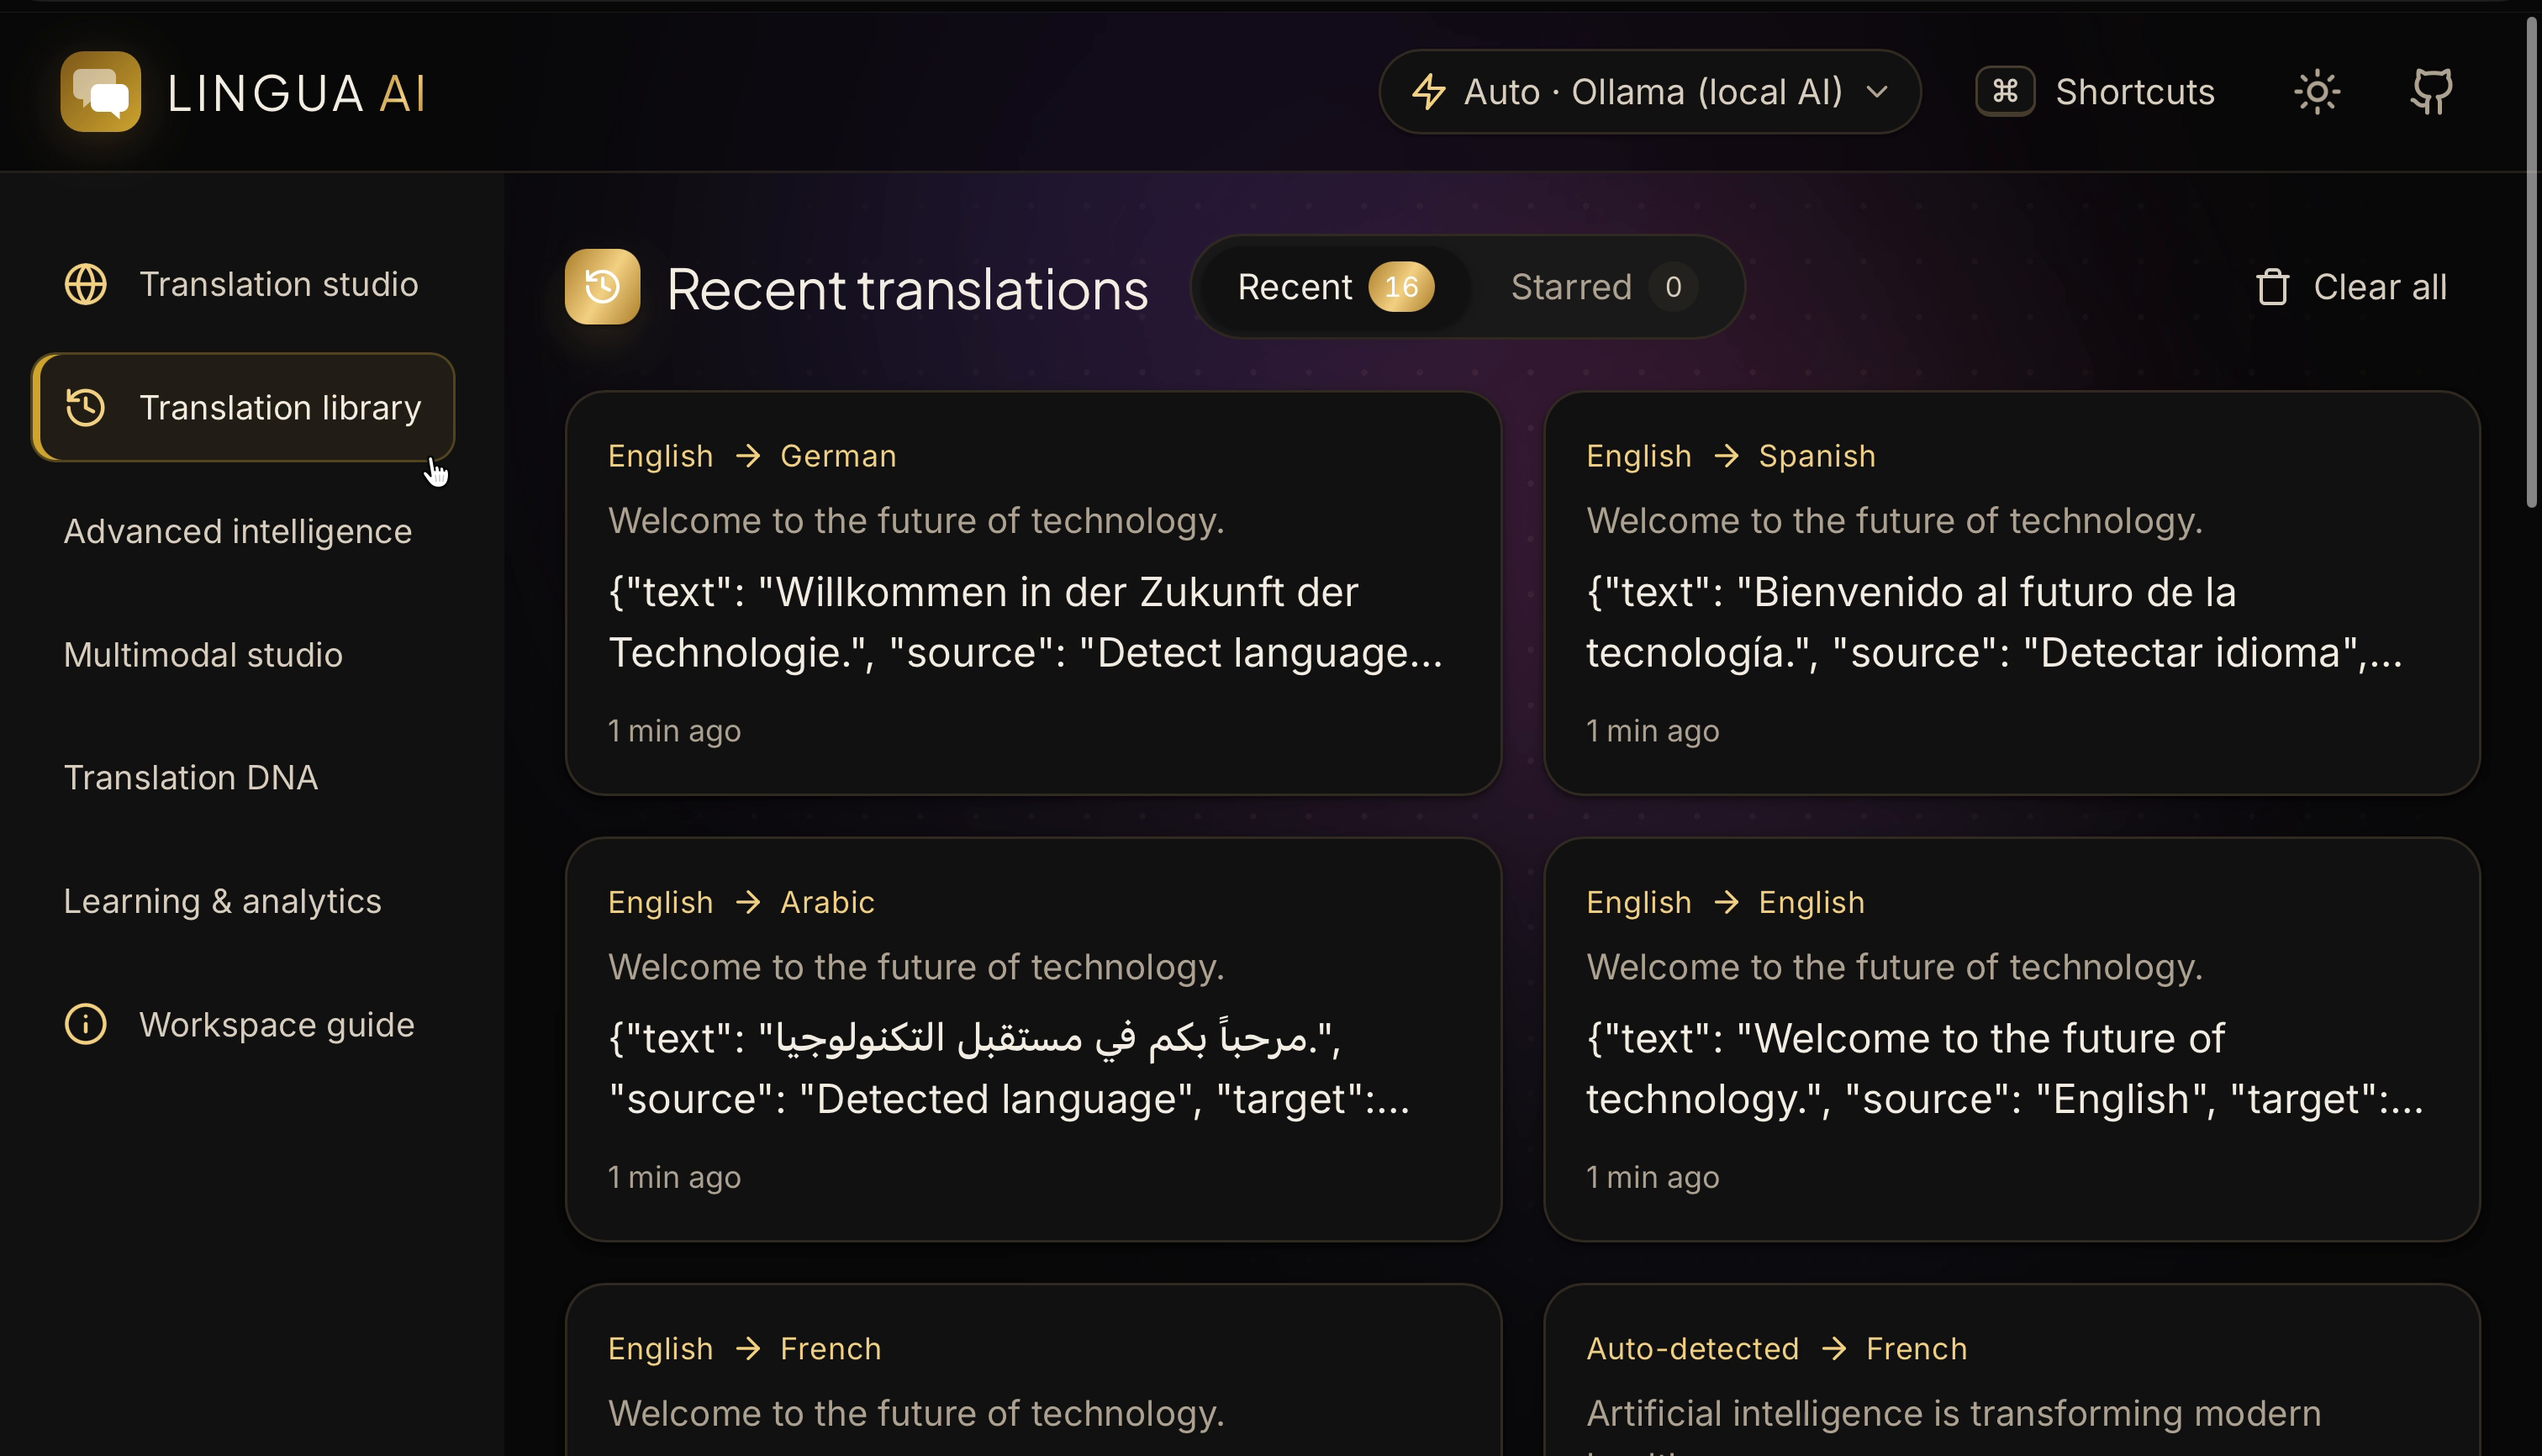 LINGUA AI
Auto · Ollama (local AI)
⌘ Shortcuts
Translation studio
Translation library
Advanced intelligence
Multimodal studio
Translation DNA
Learning & analytics
Workspace guide
Recent translations
Recent 16
Starred 0
Clear all
English → German
Welcome to the future of technology.
{"text": "Willkommen in der Zukunft der
Technologie.", "source": "Detect language...
1 min ago
English → Spanish
Welcome to the future of technology.
{"text": "Bienvenido al futuro de la
tecnología.", "source": "Detectar idioma",...
1 min ago
English → Arabic
Welcome to the future of technology.
{"text": "مرحباً بكم في مستقبل التكنولوجيا.",
"source": "Detected language", "target":...
1 min ago
English → English
Welcome to the future of technology.
{"text": "Welcome to the future of
technology.", "source": "English", "target":...
1 min ago
English → French
Welcome to the future of technology.
Auto-detected → French
Artificial intelligence is transforming modern